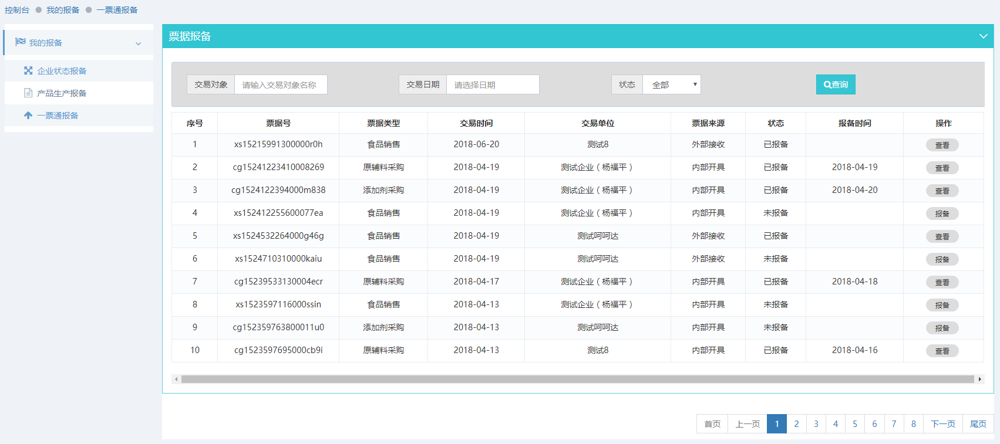 控制台 我的报备 一票通报备
我的报备
企业状态报备
产品生产报备
一票通报备
票据报备
交易对象 请输入交易对象名称 交易日期 请选择日期 状态 全部 查询
序号 票据号 票据类型 交易时间 交易单位 票据来源 状态 报备时间 操作
1 xs15215991300000r0h 食品销售 2018-06-20 测试8 外部接收 已报备 查看
2 cg15241223410008269 原辅料采购 2018-04-19 测试企业（杨福平） 内部开具 已报备 2018-04-19 查看
3 cg1524122394000m838 添加剂采购 2018-04-19 测试企业（杨福平） 内部开具 已报备 2018-04-20 查看
4 xs152412255600077ea 食品销售 2018-04-19 测试企业（杨福平） 内部开具 未报备 报备
5 xs1524532264000g46g 食品销售 2018-04-19 测试呵呵达 外部接收 已报备 查看
6 xs1524710310000kaiu 食品销售 2018-04-19 测试呵呵达 外部接收 未报备 报备
7 cg15239533130004ecr 原辅料采购 2018-04-17 测试企业（杨福平） 内部开具 已报备 2018-04-18 查看
8 xs1523597116000ssin 食品销售 2018-04-13 测试企业（杨福平） 内部开具 未报备 报备
9 cg152359763800011u0 添加剂采购 2018-04-13 测试呵呵达 内部开具 未报备 报备
10 cg1523597695000cb9i 原辅料采购 2018-04-13 测试8 内部开具 已报备 2018-04-16 查看
首页 上一页 1 2 3 4 5 6 7 8 下一页 尾页